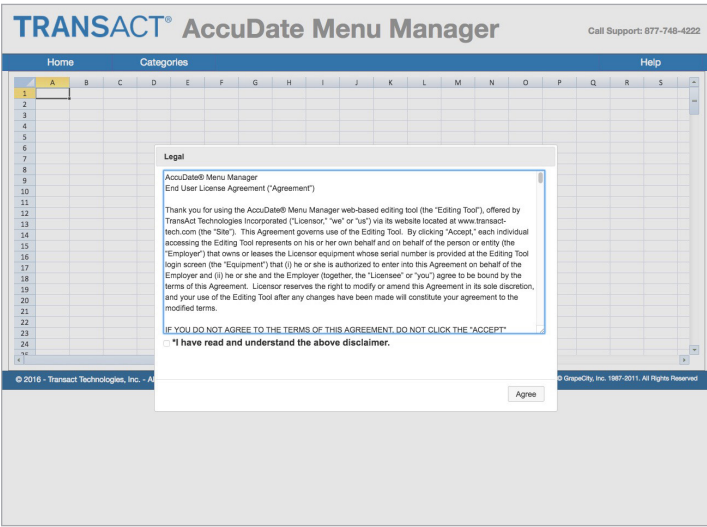 TRANSACT® AccuDate Menu Manager
Call Support: 877-748-4222
Home Categories Help
A B C D E F G H I J K L M N O P Q R S
1
2
3
4
5
6
7
8
9
10
11
12
13
14
15
16
17
18
19
20
21
22
23
24
Legal
AccuDate® Menu Manager
End User License Agreement ("Agreement")
Thank you for using the AccuDate® Menu Manager web-based editing tool (the "Editing Tool"), offered by
TransAct Technologies Incorporated ("Licensor," "we" or "us") via its website located at www.transact-
tech.com (the "Site"). This Agreement governs use of the Editing Tool. By clicking "Accept," each individual
accessing the Editing Tool represents on his or her own behalf and on behalf of the person or entity (the
"Employer") that owns or leases the Licensor equipment whose serial number is provided at the Editing Tool
login screen (the "Equipment") that (i) he or she is authorized to enter into this Agreement on behalf of the
Employer and (ii) he or she and the Employer (together, the "Licensee" or "you") agree to be bound by the
terms of this Agreement. Licensor reserves the right to modify or amend this Agreement in its sole discretion,
and your use of the Editing Tool after any changes have been made will constitute your agreement to the
modified terms.
IF YOU DO NOT AGREE TO THE TERMS OF THIS AGREEMENT, DO NOT CLICK THE "ACCEPT"
*I have read and understand the above disclaimer.
Agree
© 2016 - Transact Technologies, Inc. - Al
© GrapeCity, Inc. 1987-2011. All Rights Reserved